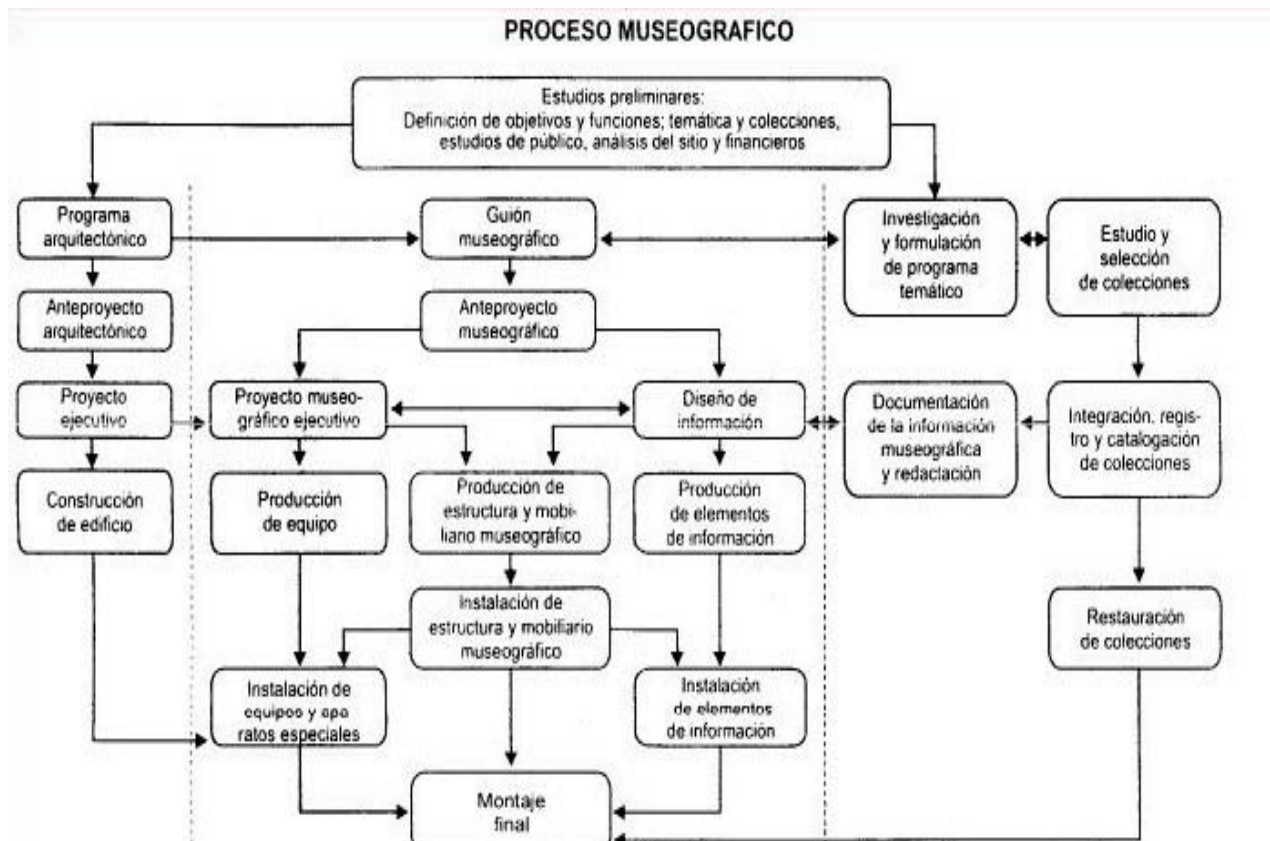 PROCESO MUSEOGRAFICO
Estudios preliminares:
Definición de objetivos y funciones; temática y colecciones,
estudios de público, análisis del sitio y financieros
Programa
arquitectónico
Guión
museográfico
Investigación
y formulación
de programa
temático
Estudio y
selección
de colecciones
Anteproyecto
arquitectónico
Anteproyecto
museográfico
Proyecto
ejecutivo
Proyecto museo-
gráfico ejecutivo
Diseño de
información
Documentación
de la información
museográfica
y redactación
Integración, regis-
tro y catalogación
de colecciones
Construcción
de edificio
Producción
de equipo
Producción de
estructura y mobi-
liano museográfico
Producción
de elementos
de información
Instalación de
estructura y mobiliario
museográfico
Restauración
de colecciones
Instalación de
equipos y apa
ratos especiales
Instalación
de elementos
de información
Montaje
final